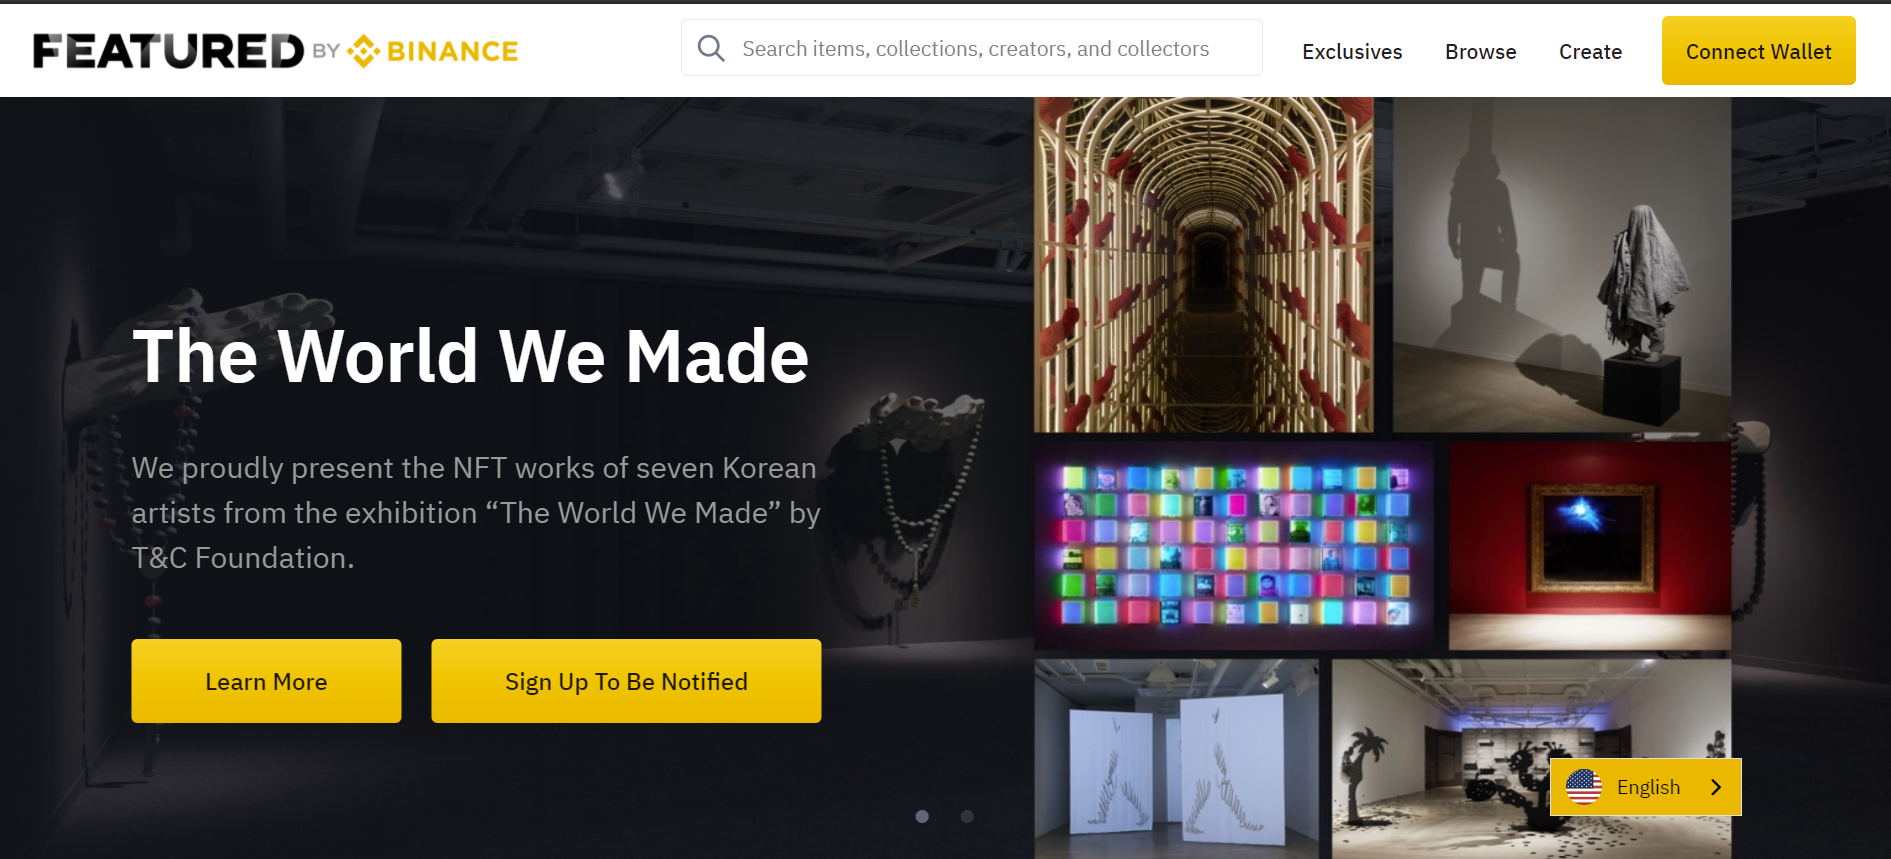 FEATURED BY BINANCE
Search items, collections, creators, and collectors
Exclusives
Browse
Create
Connect Wallet
The World We Made
We proudly present the NFT works of seven Korean
artists from the exhibition “The World We Made” by
T&C Foundation.
Learn More
Sign Up To Be Notified
English